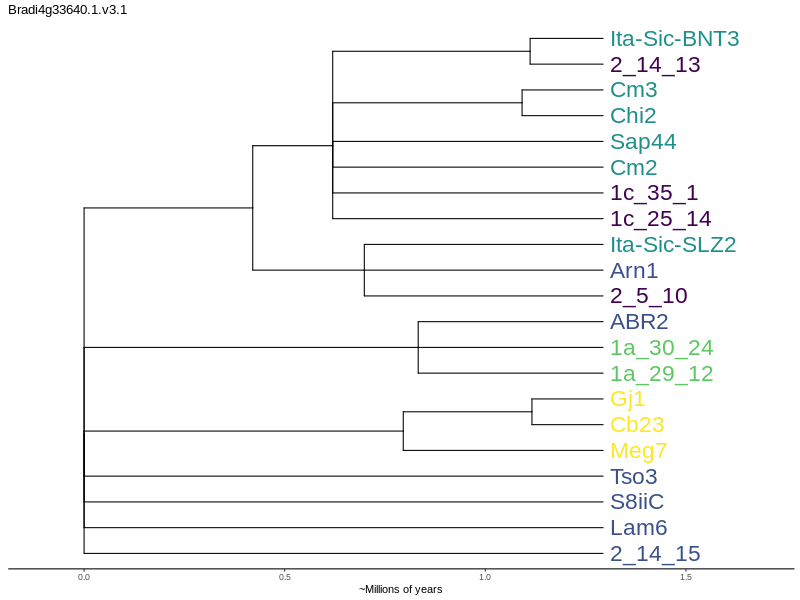 Bradi4g33640.1.v3.1
Ita-Sic-BNT3
2_14_13
Cm3
Chi2
Sap44
Cm2
1c_35_1
1c_25_14
Ita-Sic-SLZ2
Arn1
2_5_10
ABR2
1a_30_24
1a_29_12
Gj1
Cb23
Meg7
Tso3
S8iiC
Lam6
2_14_15
0.0 0.5 1.0 1.5
~Millions of years